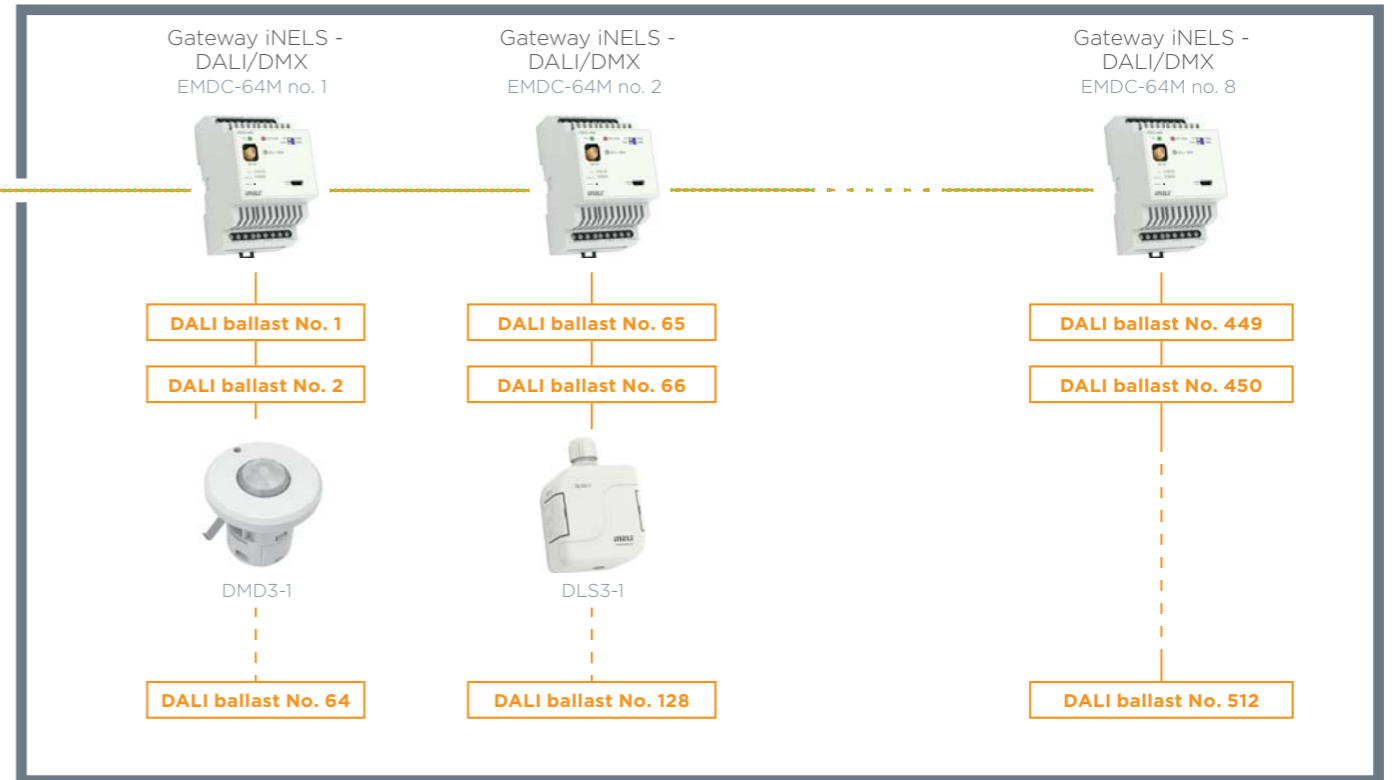 Gateway iNELS -
DALI/DMX
EMDC-64M no. 1
Gateway iNELS -
DALI/DMX
EMDC-64M no. 2
Gateway iNELS -
DALI/DMX
EMDC-64M no. 8
DALI ballast No. 1
DALI ballast No. 65
DALI ballast No. 449
DALI ballast No. 2
DALI ballast No. 66
DALI ballast No. 450
DMD3-1
DLS3-1
DALI ballast No. 64
DALI ballast No. 128
DALI ballast No. 512